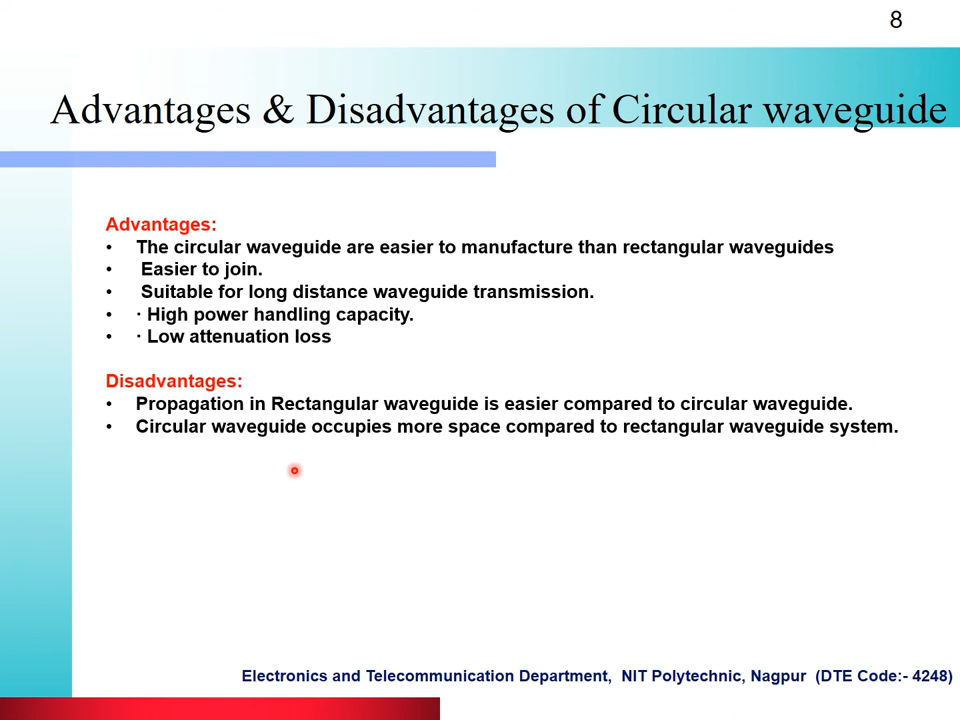 8
Advantages & Disadvantages of Circular waveguide
Advantages:
• The circular waveguide are easier to manufacture than rectangular waveguides
• Easier to join.
• Suitable for long distance waveguide transmission.
• · High power handling capacity.
• · Low attenuation loss
Disadvantages:
• Propagation in Rectangular waveguide is easier compared to circular waveguide.
• Circular waveguide occupies more space compared to rectangular waveguide system.
Electronics and Telecommunication Department, NIT Polytechnic, Nagpur (DTE Code:- 4248)